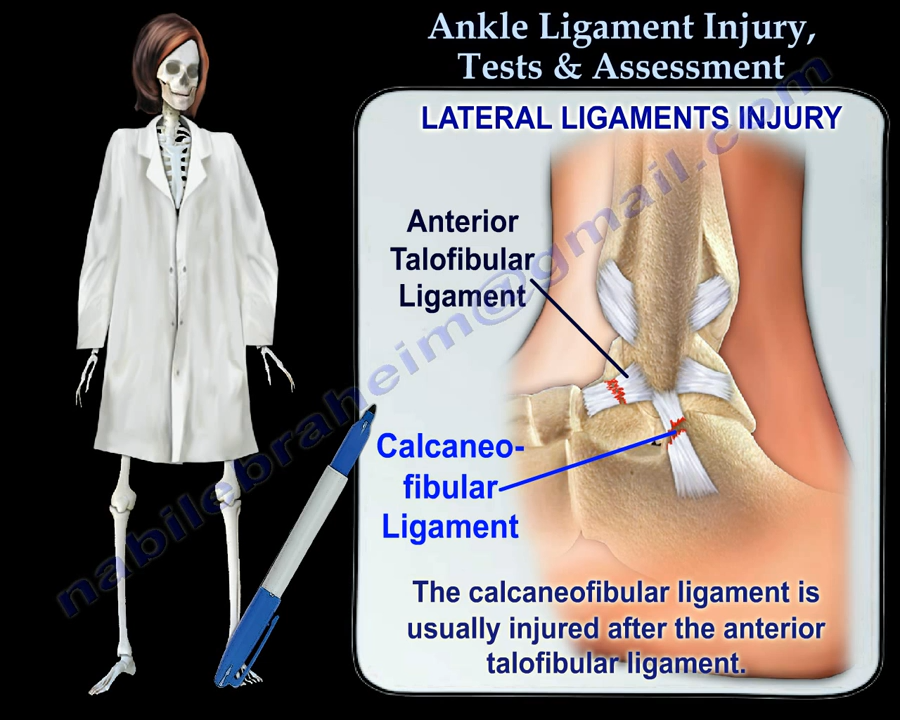 Ankle Ligament Injury,
Tests & Assessment
LATERAL LIGAMENTS INJURY
Anterior
Talofibular
Ligament
Calcaneo-
fibular
Ligament
The calcaneofibular ligament is
usually injured after the anterior
talofibular ligament.
nabilebraheim@gmail.com